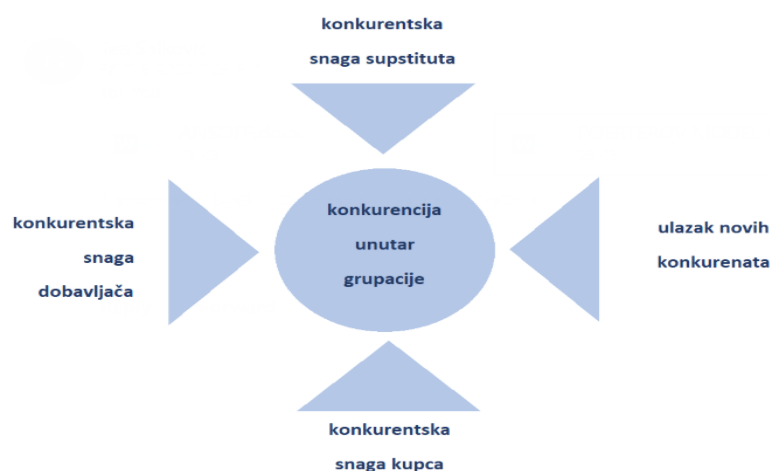 konkurentska
snaga supstituta
konkurentska
snaga
dobavljača
konkurencija
unutar
grupacije
ulazak novih
konkurenata
konkurentska
snaga kupca